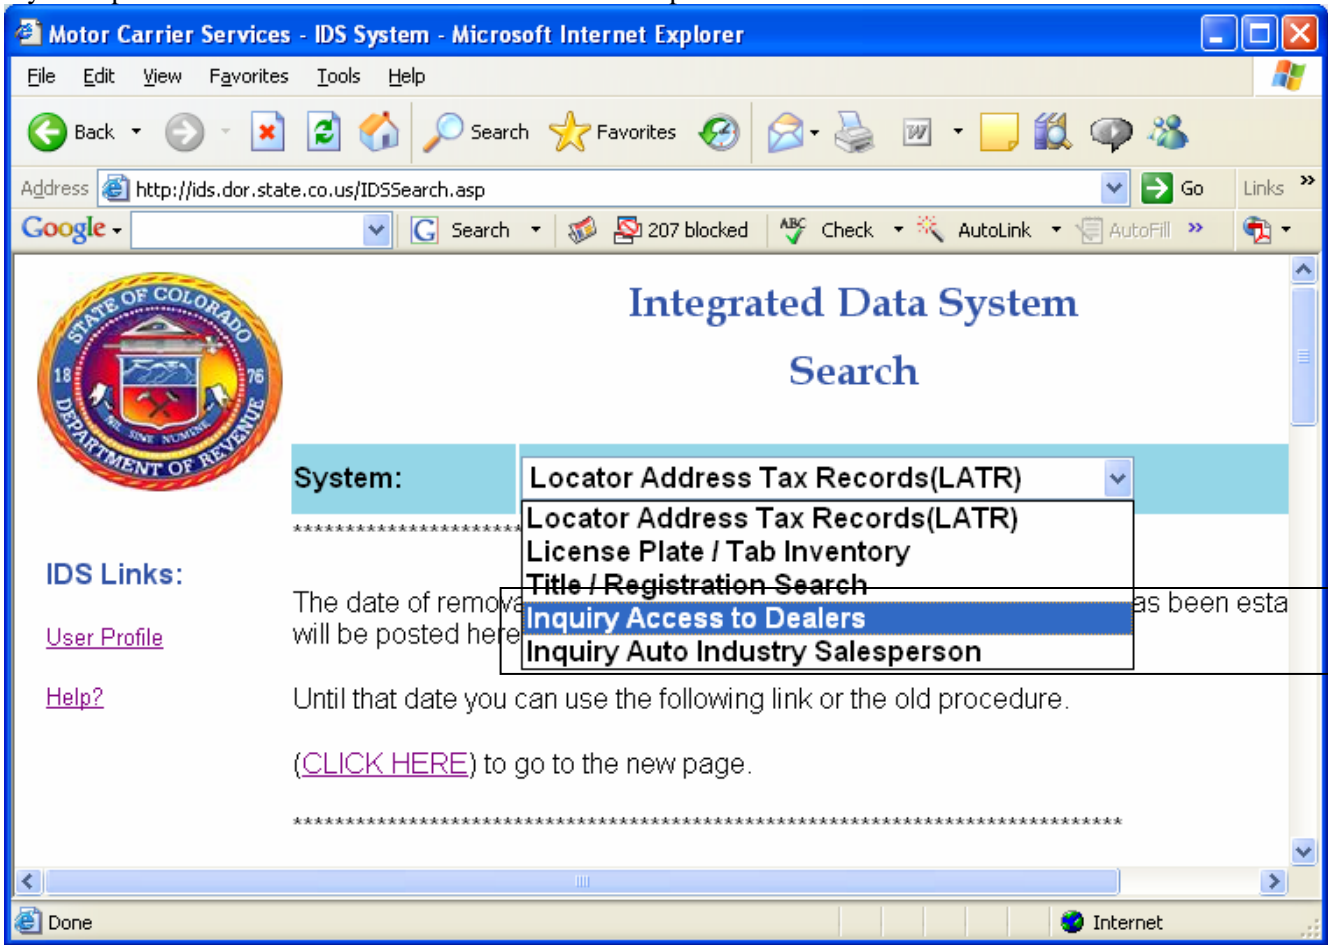 Motor Carrier Services - IDS System - Microsoft Internet Explorer
File Edit View Favorites Tools Help
Back Search Favorites
Address http://ids.dor.state.co.us/IDSSearch.asp Go Links »
Google Search 207 blocked ABC Check AutoLink AutoFill »
STATE OF COLORADO
18 76
NIL SINE NUMINE
DEPARTMENT OF REVENUE
Integrated Data System
Search
System: Locator Address Tax Records(LATR)
**********************
Locator Address Tax Records(LATR)
License Plate / Tab Inventory
Title / Registration Search
Inquiry Access to Dealers
Inquiry Auto Industry Salesperson
IDS Links:
User Profile
Help?
The date of remova as been esta
will be posted here
Until that date you can use the following link or the old procedure.
(CLICK HERE) to go to the new page.
********************************************************************************
Done Internet